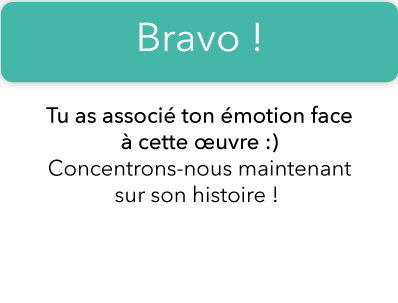 Bravo !
Tu as associé ton émotion face
à cette œuvre :)
Concentrons-nous maintenant
sur son histoire !